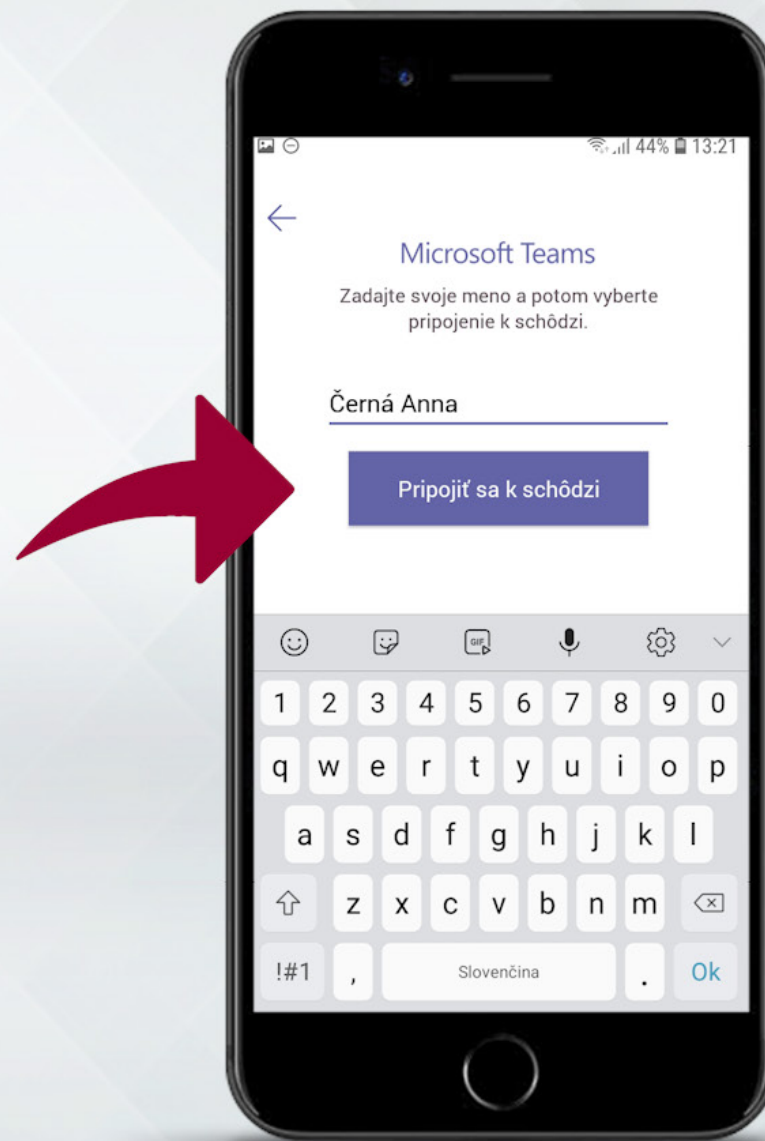 44% 13:21
Microsoft Teams
Zadajte svoje meno a potom vyberte
pripojenie k schôdzi.
Černá Anna
Pripojiť sa k schôdzi
GIF
1 2 3 4 5 6 7 8 9 0
q w e r t y u i o p
a s d f g h j k l
z x c v b n m
!#1 , Slovenčina . Ok